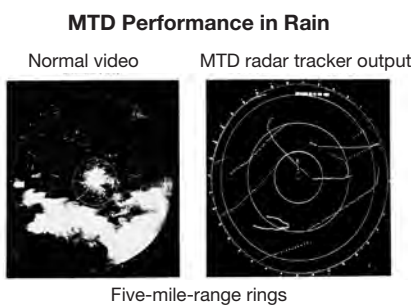 MTD Performance in Rain
Normal video
MTD radar tracker output
Five-mile-range rings